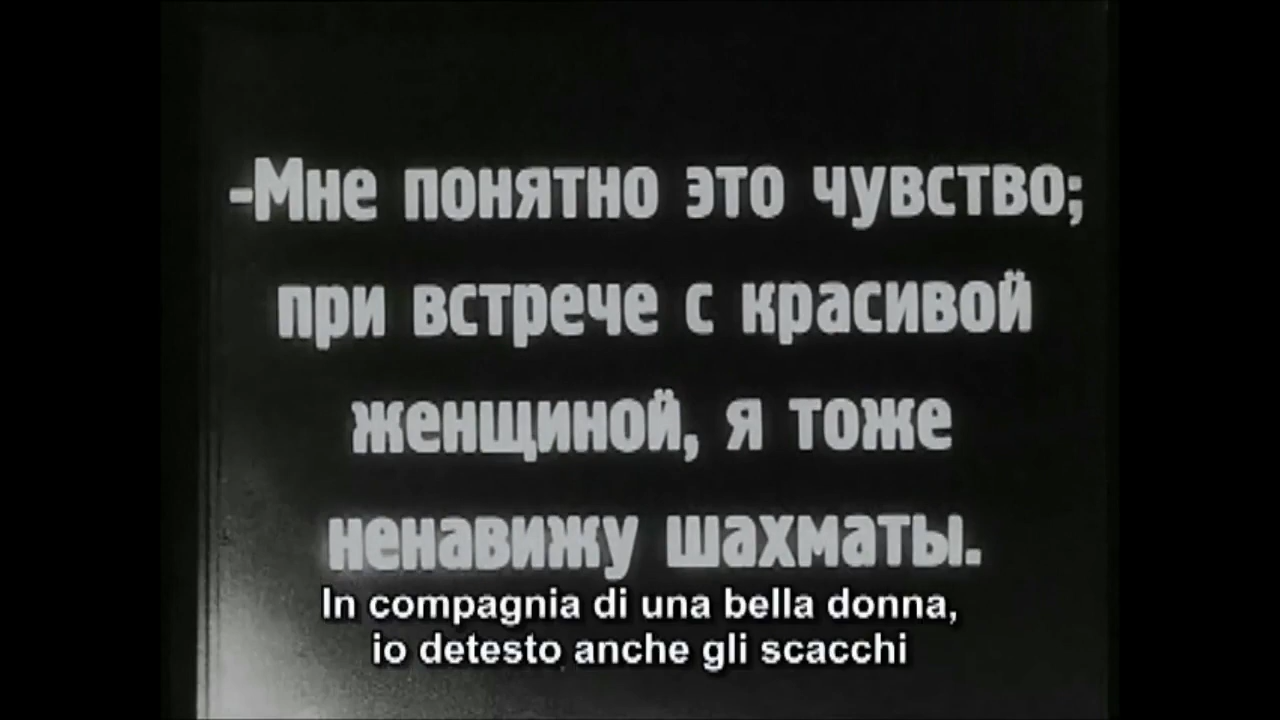 -Мне понятно это чувство;
при встрече с красивой
женщиной, я тоже
ненавижу шахматы.
In compagnia di una bella donna,
io detesto anche gli scacchi